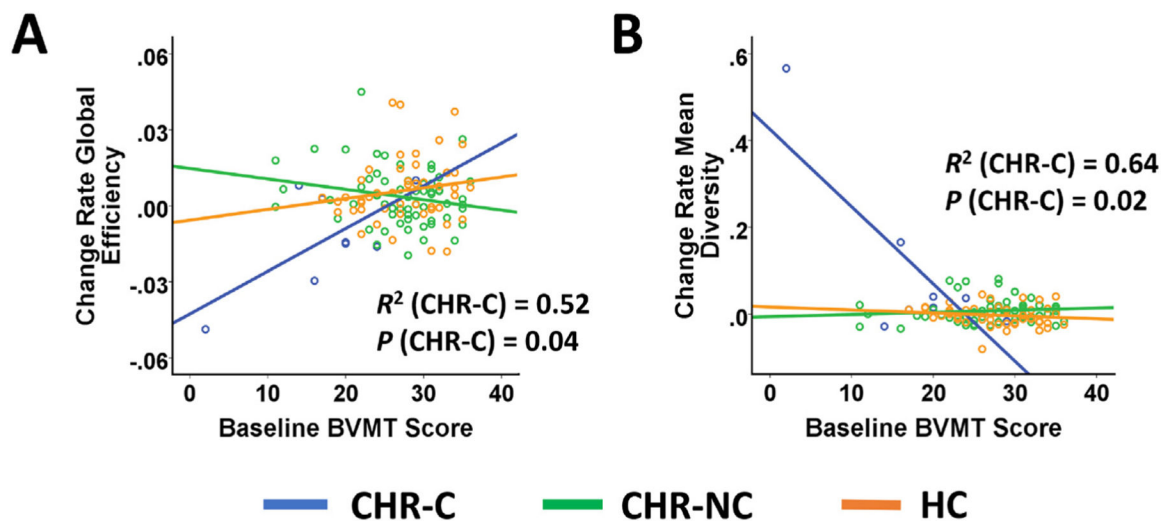 A
Change Rate Global
Efficiency
.06
.03
.00
-.03
-.06
R² (CHR-C) = 0.52
P (CHR-C) = 0.04
0 10 20 30 40
Baseline BVMT Score
B
Change Rate Mean
Diversity
.6
.4
.2
.0
R² (CHR-C) = 0.64
P (CHR-C) = 0.02
0 10 20 30 40
Baseline BVMT Score
CHR-C CHR-NC HC